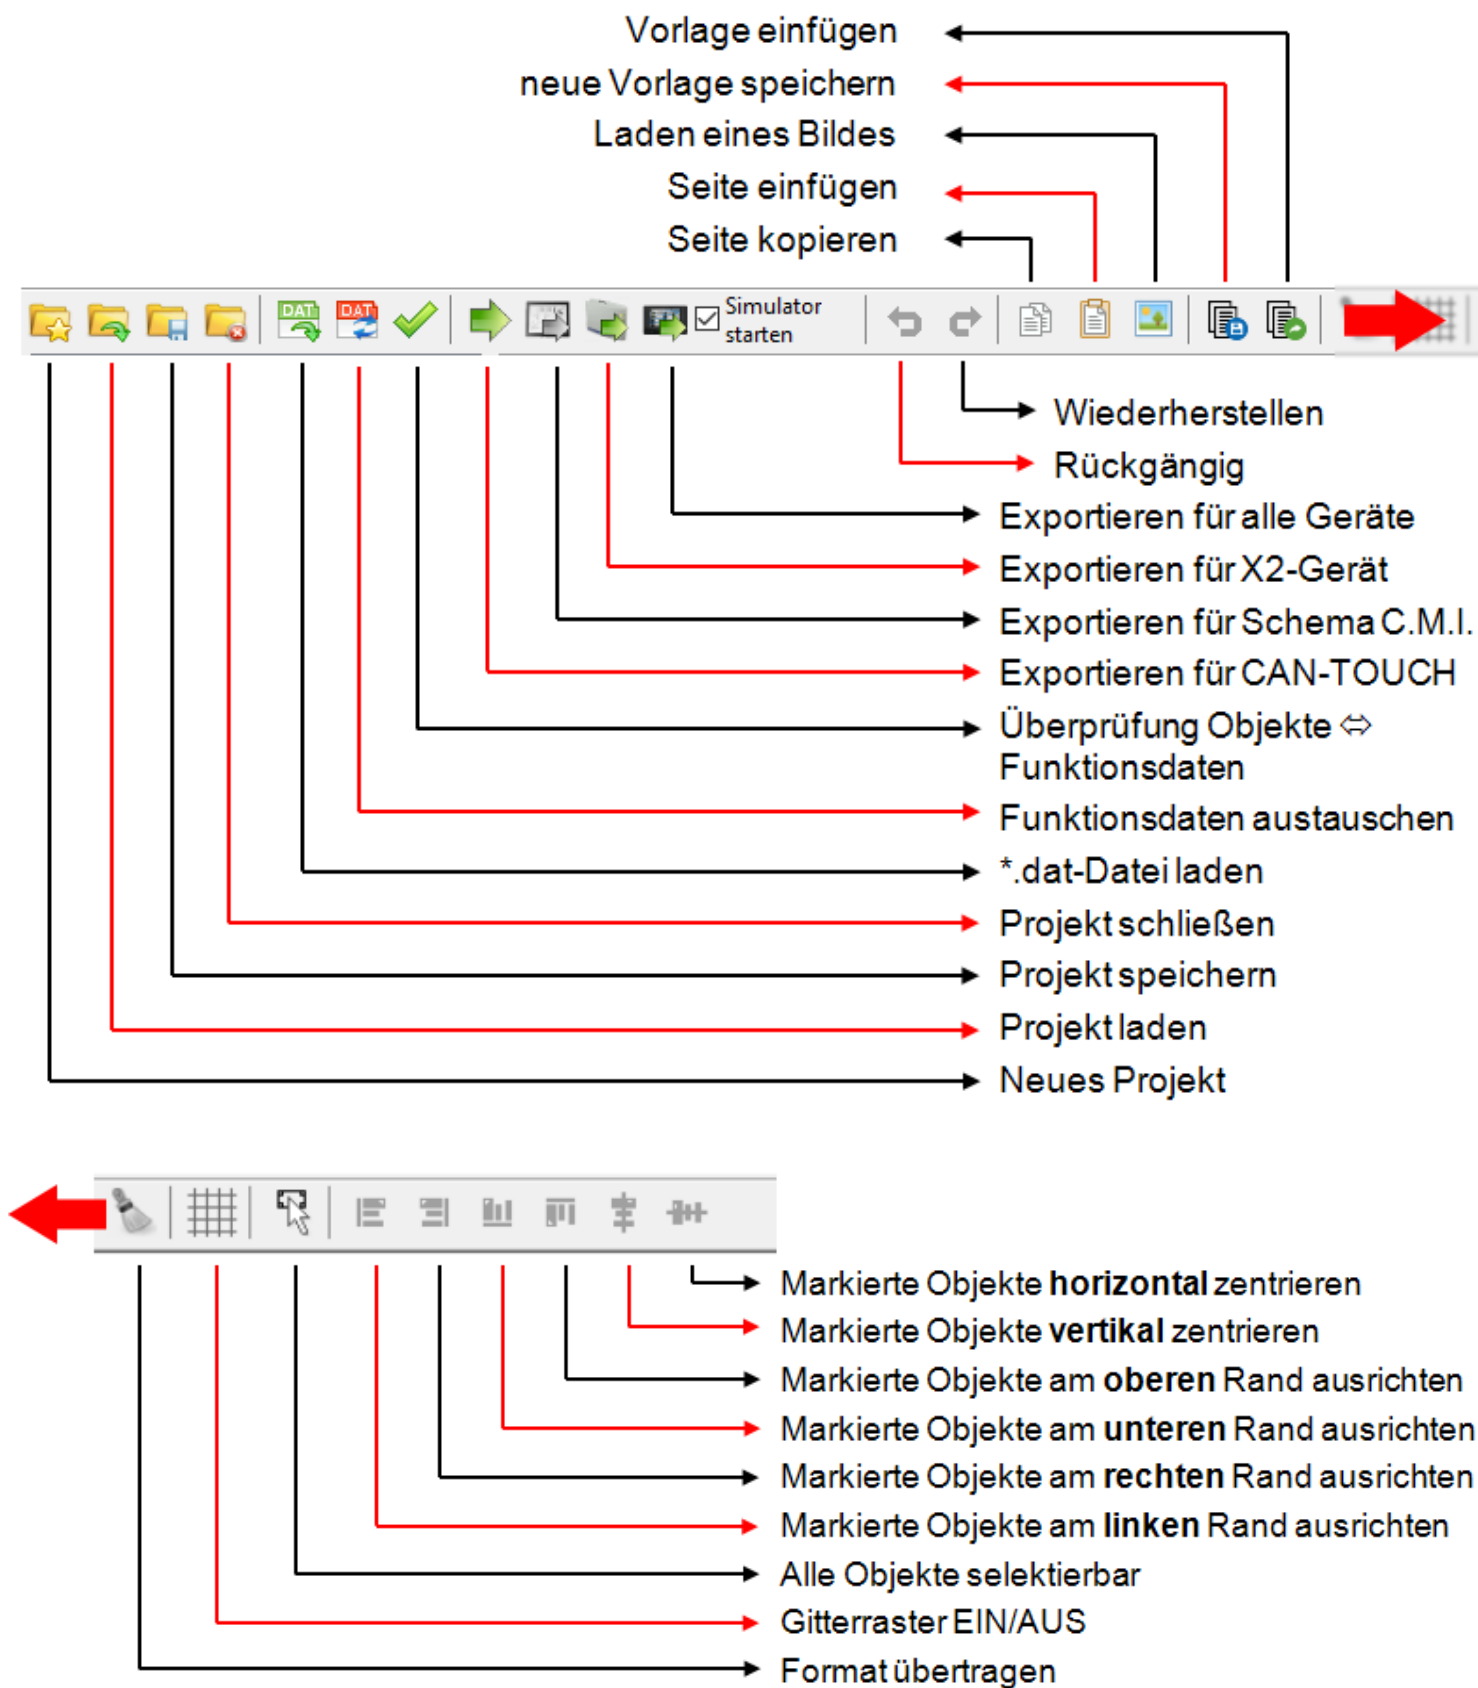 Vorlage einfügen
neue Vorlage speichern
Laden eines Bildes
Seite einfügen
Seite kopieren
DAT DAT Simulator
starten
Wiederherstellen
Rückgängig
Exportieren für alle Geräte
Exportieren für X2-Gerät
Exportieren für Schema C.M.I.
Exportieren für CAN-TOUCH
Überprüfung Objekte ⇔
Funktionsdaten
Funktionsdaten austauschen
*.dat-Datei laden
Projekt schließen
Projekt speichern
Projekt laden
Neues Projekt
Markierte Objekte horizontal zentrieren
Markierte Objekte vertikal zentrieren
Markierte Objekte am oberen Rand ausrichten
Markierte Objekte am unteren Rand ausrichten
Markierte Objekte am rechten Rand ausrichten
Markierte Objekte am linken Rand ausrichten
Alle Objekte selektierbar
Gitterraster EIN/AUS
Format übertragen